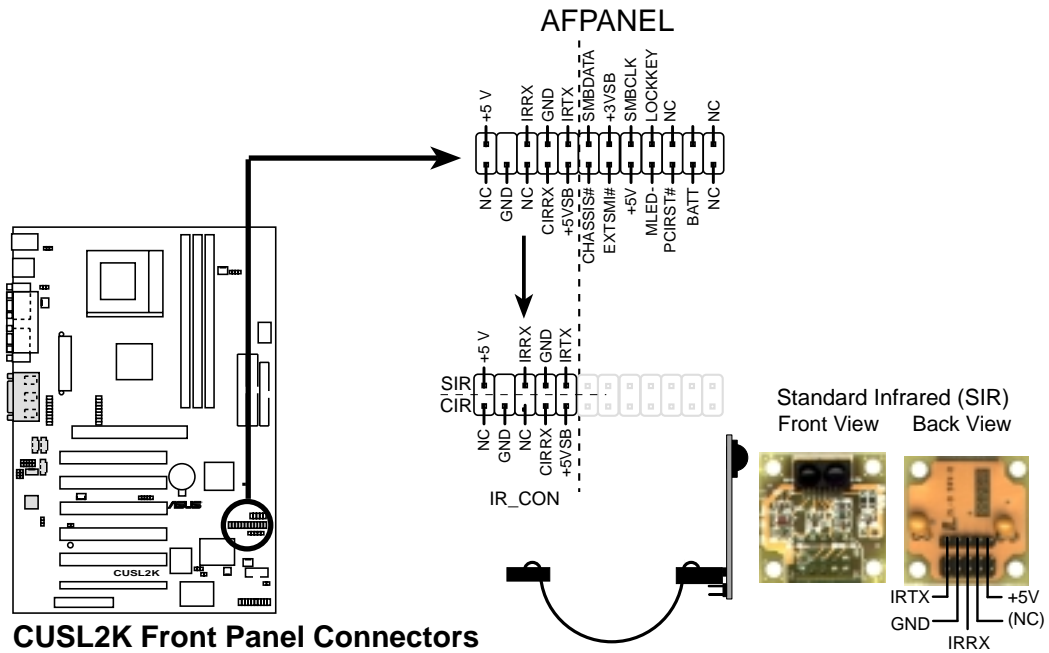 AFPANEL
+5 V
IRRX
GND
IRTX
SMBDATA
+3VSB
SMBCLK
LOCKKEY
NC
NC
NC
GND
NC
CIRRX
+5VSB
CHASSIS#
EXTSMI#
+5V
MLED-
PCIRST#
BATT
NC
+5 V
IRRX
GND
IRTX
SIR
CIR
NC
GND
NC
CIRRX
+5VSB
IR_CON
Standard Infrared (SIR)
Front View Back View
IRTX
GND
IRRX
+5V
(NC)
ASUS
CUSL2K
CUSL2K Front Panel Connectors